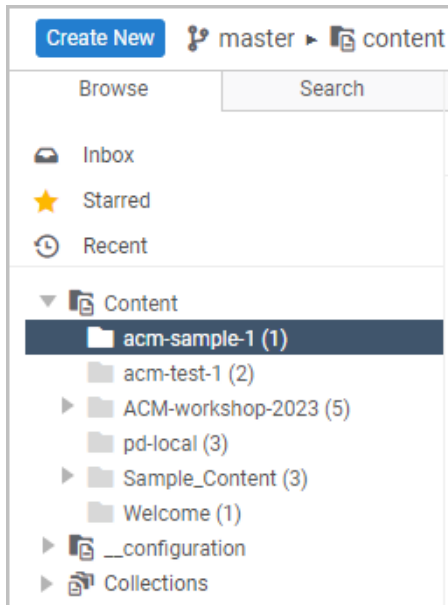 Create New master content
Browse Search
Inbox
Starred
Recent
Content
acm-sample-1 (1)
acm-test-1 (2)
ACM-workshop-2023 (5)
pd-local (3)
Sample_Content (3)
Welcome (1)
__configuration
Collections